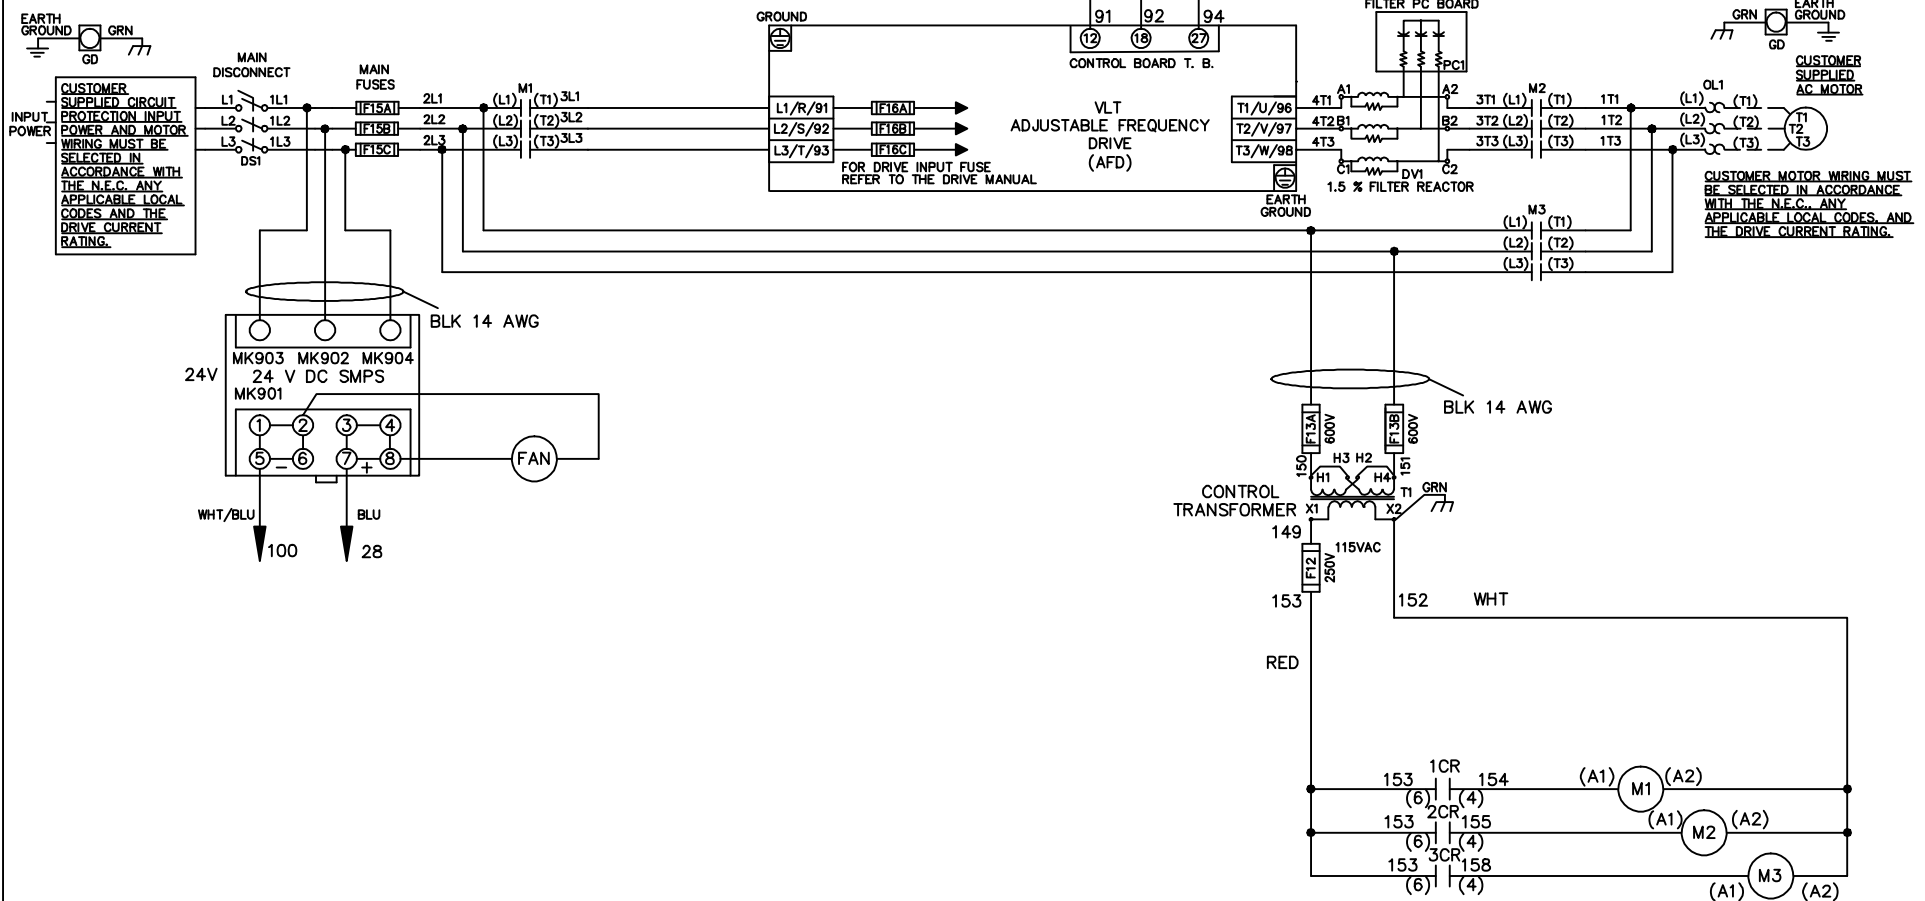 EARTH
GROUND
GRN
GD
GROUND
91
92
94
12
18
27
CONTROL BOARD T. B.
FILTER PC BOARD
PC1
GRN
EARTH
GROUND
GD
CUSTOMER
SUPPLIED
AC MOTOR
INPUT
POWER
CUSTOMER
SUPPLIED CIRCUIT
PROTECTION INPUT
POWER AND MOTOR
WIRING MUST BE
SELECTED IN
ACCORDANCE WITH
THE N.E.C. ANY
APPLICABLE LOCAL
CODES AND THE
DRIVE CURRENT
RATING.
MAIN
DISCONNECT
L1 1L1
L2 1L2
L3 1L3
DS1
MAIN
FUSES
F15A
F15B
F15C
2L1
2L2
2L3
M1
(L1) (T1) 3L1
(L2) (T2) 3L2
(L3) (T3) 3L3
L1/R/91
L2/S/92
L3/T/93
F16A
F16B
F16C
FOR DRIVE INPUT FUSE
REFER TO THE DRIVE MANUAL
VLT
ADJUSTABLE FREQUENCY
DRIVE
(AFD)
T1/U/96
T2/V/97
T3/W/98
EARTH
GROUND
4T1 A1 A2
4T2 B1 B2
4T3 C1 C2
DV1
1.5 % FILTER REACTOR
M2
3T1 (L1) (T1) 1T1
3T2 (L2) (T2) 1T2
3T3 (L3) (T3) 1T3
OL1
(L1) (T1)
(L2) (T2)
(L3) (T3)
T1
T2
T3
CUSTOMER MOTOR WIRING MUST
BE SELECTED IN ACCORDANCE
WITH THE N.E.C., ANY
APPLICABLE LOCAL CODES, AND
THE DRIVE CURRENT RATING.
M3
(L1) (T1)
(L2) (T2)
(L3) (T3)
BLK 14 AWG
MK903 MK902 MK904
24V
24 V DC SMPS
MK901
1 2 3 4
5 − 6 7 + 8
FAN
WHT/BLU
BLU
100
28
BLK 14 AWG
F13A
600V
F13B
600V
150
151
H3 H2
H1 H4
T1
GRN
CONTROL
TRANSFORMER
X1 X2
149
115VAC
F12
250V
153
152
WHT
RED
1CR
153 154
(6) (4)
(A1) M1 (A2)
2CR
153 155
(6) (4)
(A1) M2 (A2)
3CR
153 158
(6) (4)
(A1) M3 (A2)